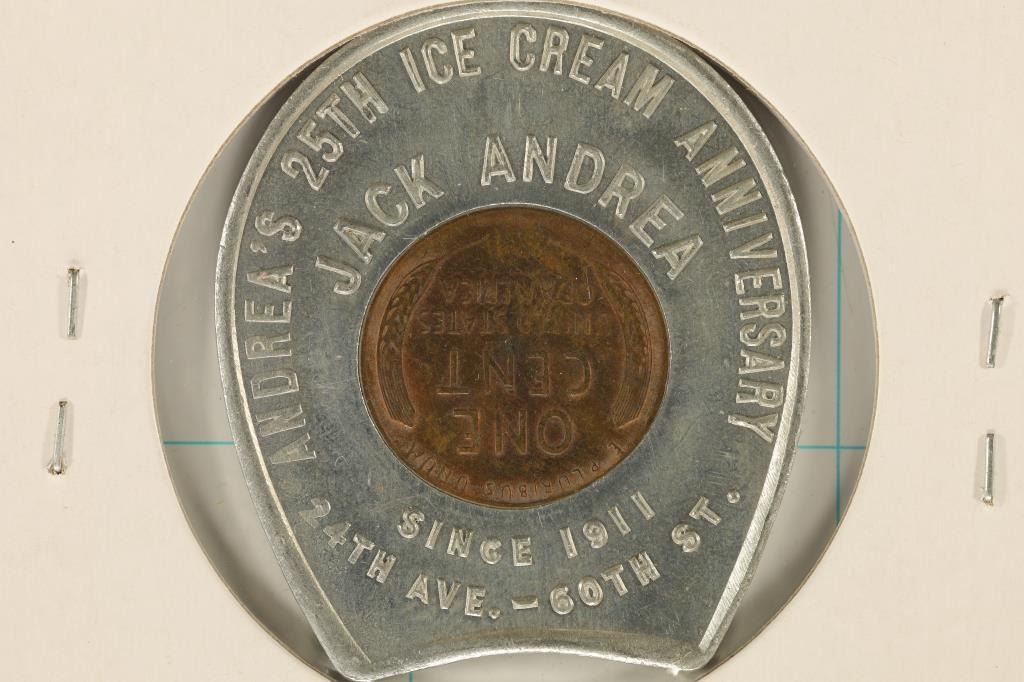 ANDREA'S 25TH ICE CREAM ANNIVERSARY
JACK ANDREA
E PLURIBUS UNUM
ONE
CENT
UNITED STATES
OF AMERICA
SINCE 1911
24TH AVE. - 60TH ST.